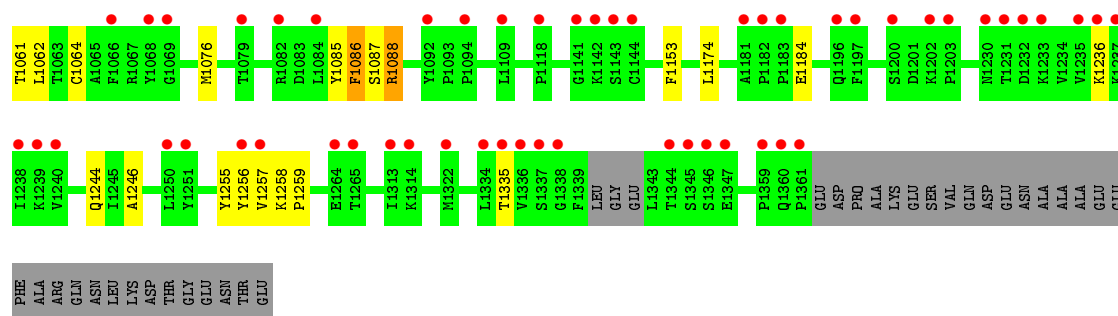 T1061 L1062 T1063 C1064 A1065 F1066 R1067 Y1068 G1069 M1076 T1079 R1082 D1083 L1084 Y1085 F1086 S1087 R1088 Y1092 P1093 P1094 L1109 P1118 G1141 K1142 S1143 C1144 F1153 L1174 A1181 P1182 P1183 E1184 Q1196 F1197 S1200 D1201 K1202 P1203 N1230 T1231 D1232 K1233 V1234 V1235 K1236
I1238 K1239 V1240 Q1244 I1245 A1246 L1250 Y1251 Y1255 Y1256 V1257 K1258 P1259 E1264 T1265 I1313 K1314 M1322 L1334 T1335 V1336 S1337 G1338 F1339 LEU GLY GLU L1343 T1344 S1345 S1346 E1347 P1359 Q1360 P1361 GLU ASP PRO ALA LYS GLU SER VAL GLN ASP GLU ASN ALA ALA ALA GLU
PHE ALA ARG GLN ASN LEU LYS ASP THR GLY GLU ASN THR GLU